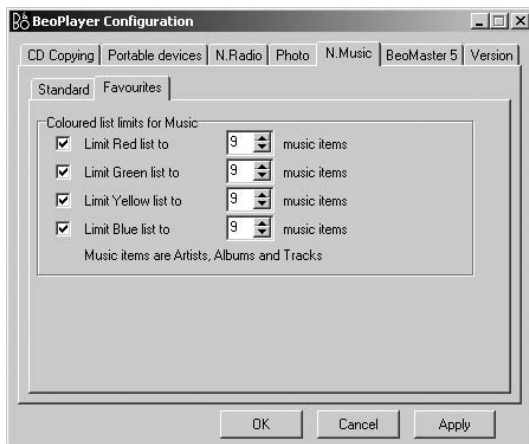 BeoPlayer Configuration
CD Copying Portable devices N.Radio Photo N.Music BeoMaster 5 Version
Standard Favourites
Coloured list limits for Music
Limit Red list to 9 music items
Limit Green list to 9 music items
Limit Yellow list to 9 music items
Limit Blue list to 9 music items
Music items are Artists, Albums and Tracks
OK Cancel Apply